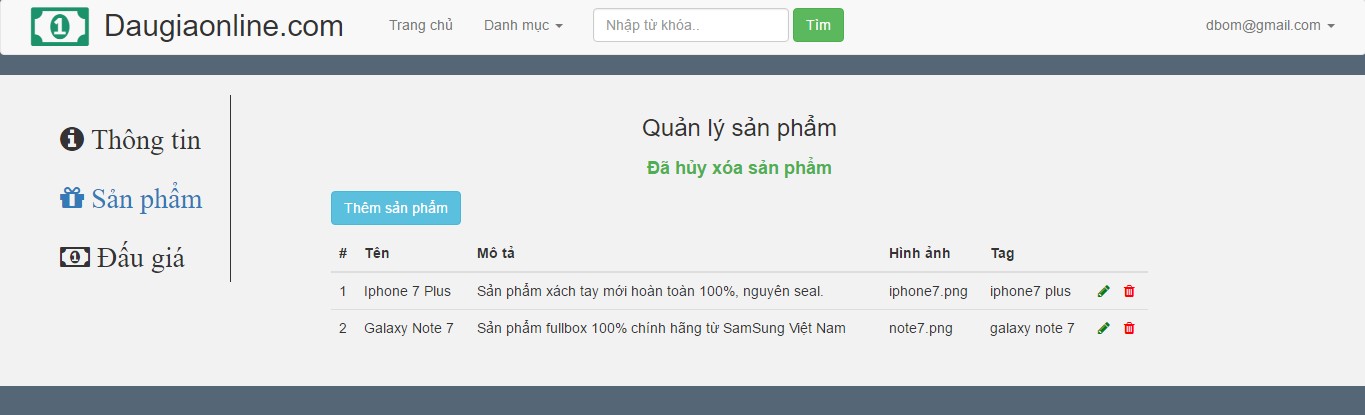 Daugiaonline.com Trang chủ Danh mục Nhập từ khóa.. Tìm dbom@gmail.com
Thông tin
Sản phẩm
Đấu giá
Quản lý sản phẩm
Đã hủy xóa sản phẩm
Thêm sản phẩm
# Tên Mô tả Hình ảnh Tag
1 Iphone 7 Plus Sản phẩm xách tay mới hoàn toàn 100%, nguyên seal. iphone7.png iphone7 plus
2 Galaxy Note 7 Sản phẩm fullbox 100% chính hãng từ SamSung Việt Nam note7.png galaxy note 7